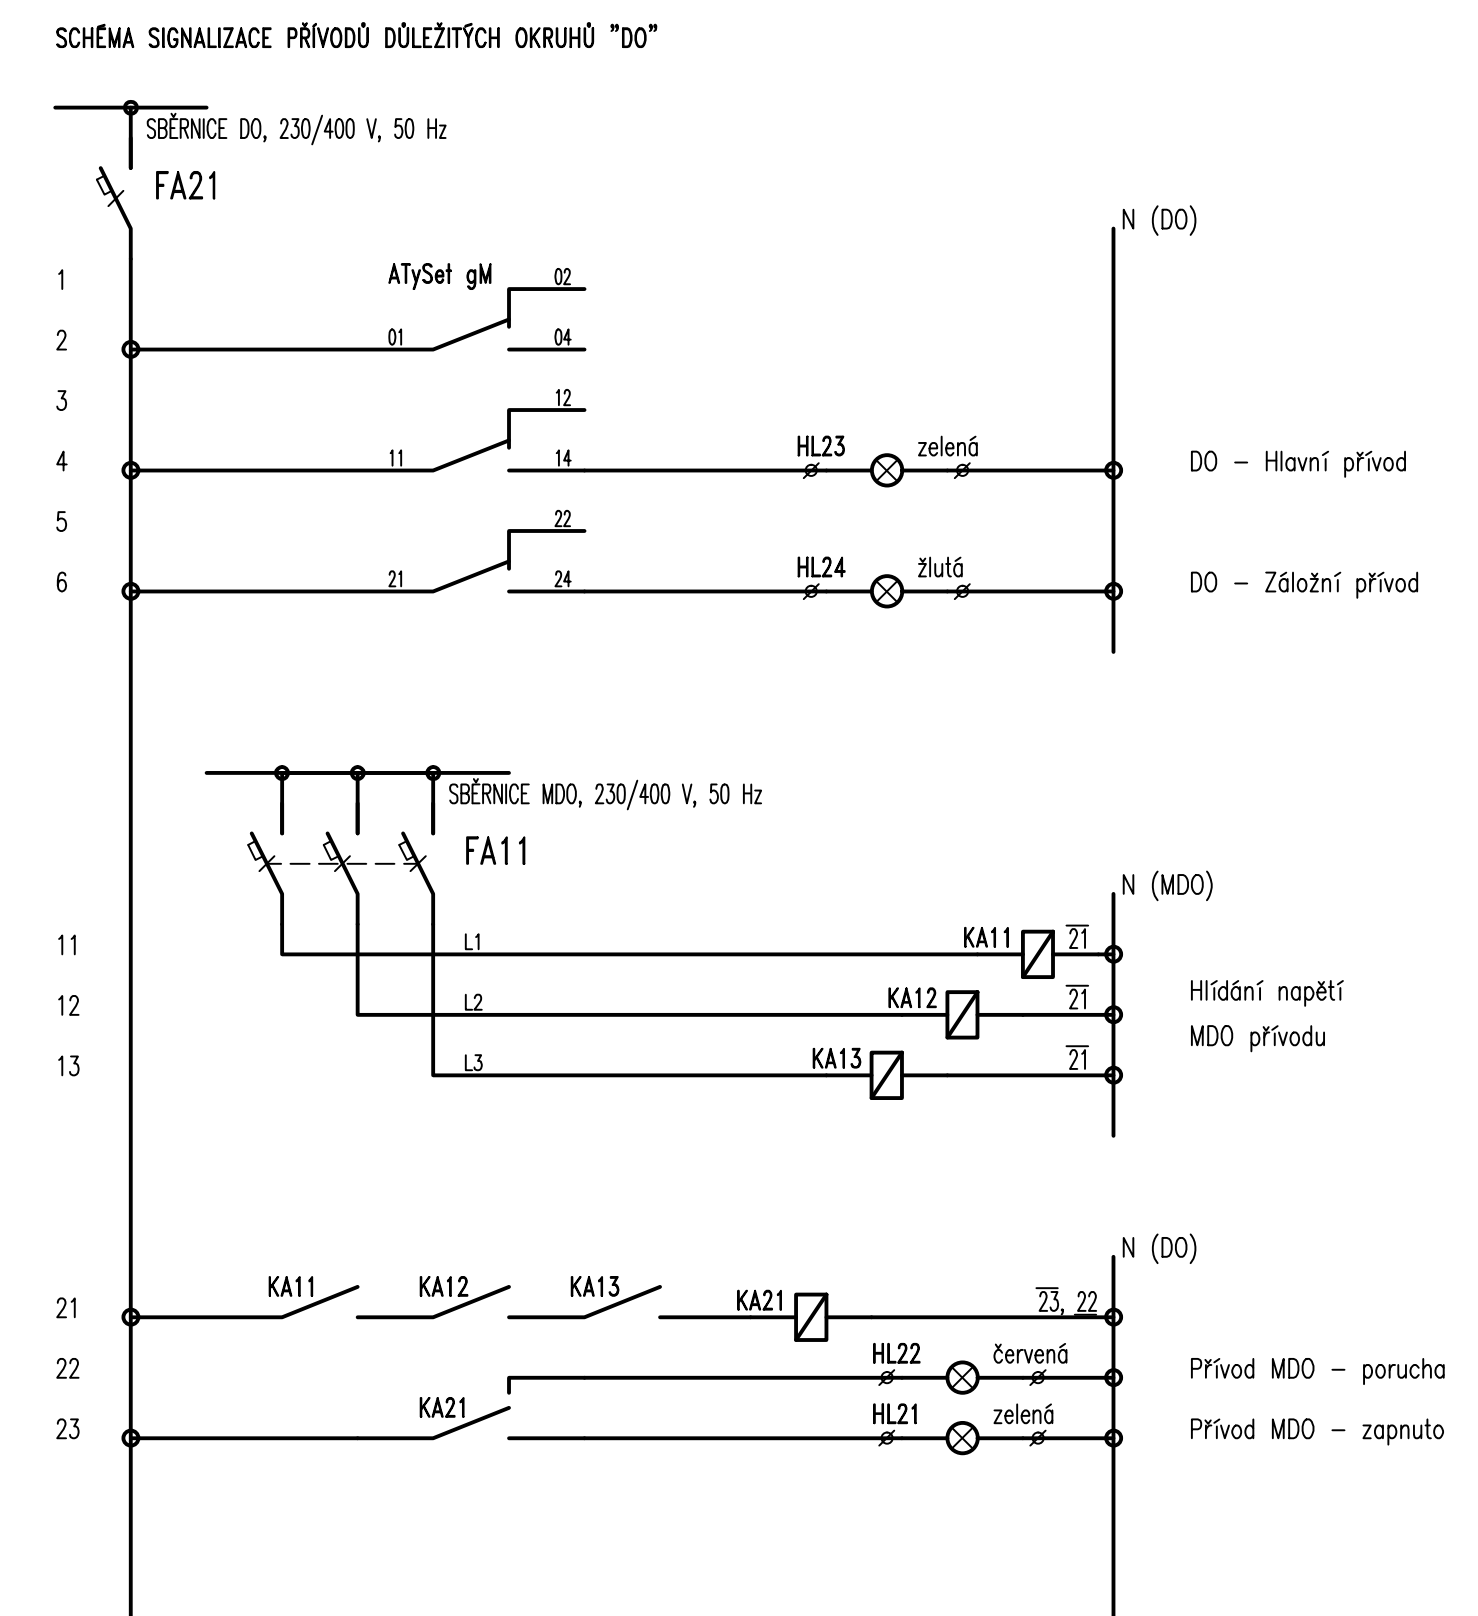 SCHÉMA SIGNALIZACE PŘÍVODŮ DŮLEŽITÝCH OKRUHŮ "DO"
SBĚRNICE DO, 230/400 V, 50 Hz
FA21
N (DO)
1
ATySet gM
02
2
01
04
3
12
4
11
14
HL23
zelená
DO – Hlavní přívod
5
22
6
21
24
HL24
žlutá
DO – Záložní přívod
SBĚRNICE MDO, 230/400 V, 50 Hz
FA11
N (MDO)
11
L1
KA11
21
12
L2
KA12
21
Hlídání napětí
MDO přívodu
13
L3
KA13
21
N (DO)
21
KA11
KA12
KA13
KA21
23, 22
22
HL22
červená
Přívod MDO – porucha
KA21
23
HL21
zelená
Přívod MDO – zapnuto